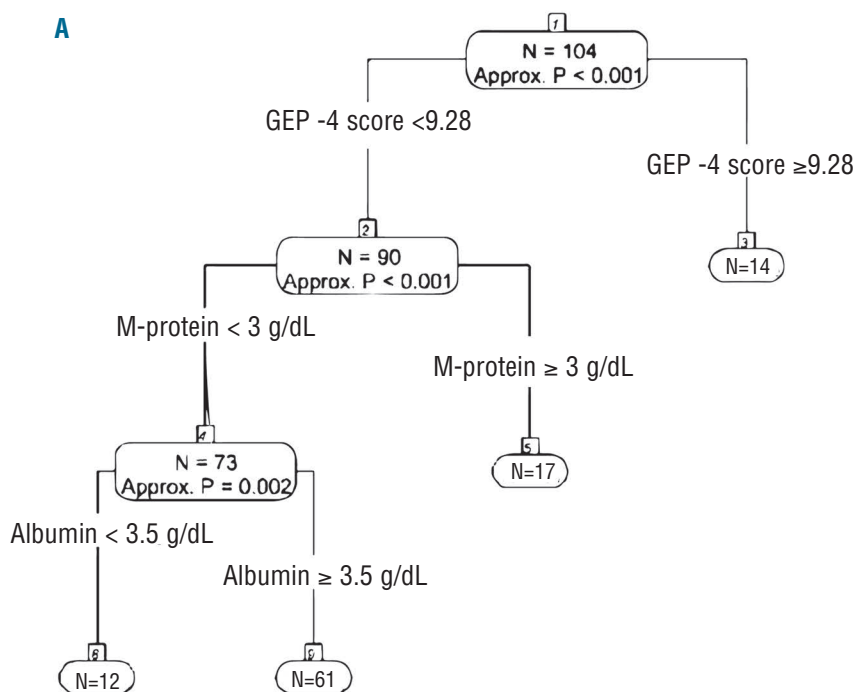 A
1
N = 104
Approx. P < 0.001
GEP -4 score <9.28
GEP -4 score ≥9.28
2
N = 90
Approx. P < 0.001
3
N=14
M-protein < 3 g/dL
M-protein ≥ 3 g/dL
4
N = 73
Approx. P = 0.002
5
N=17
Albumin < 3.5 g/dL
Albumin ≥ 3.5 g/dL
8
N=12
9
N=61